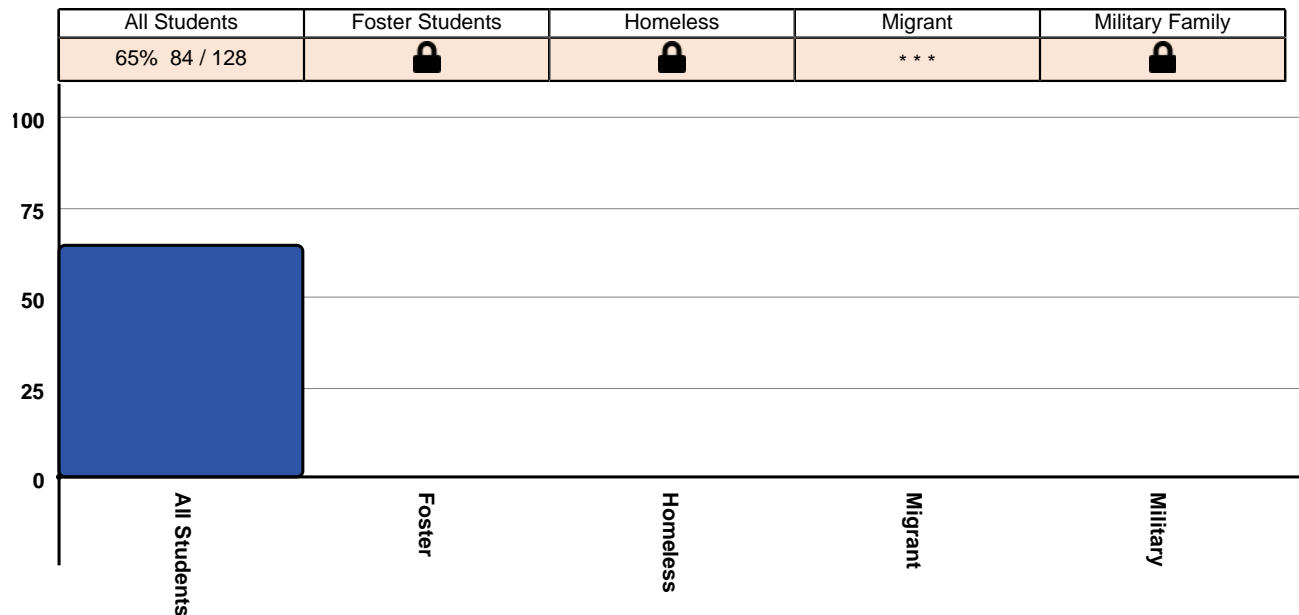 All Students Foster Students Homeless Migrant Military Family
65% 84 / 128 * * *
100
75
50
25
0
All Students Foster Homeless Migrant Military